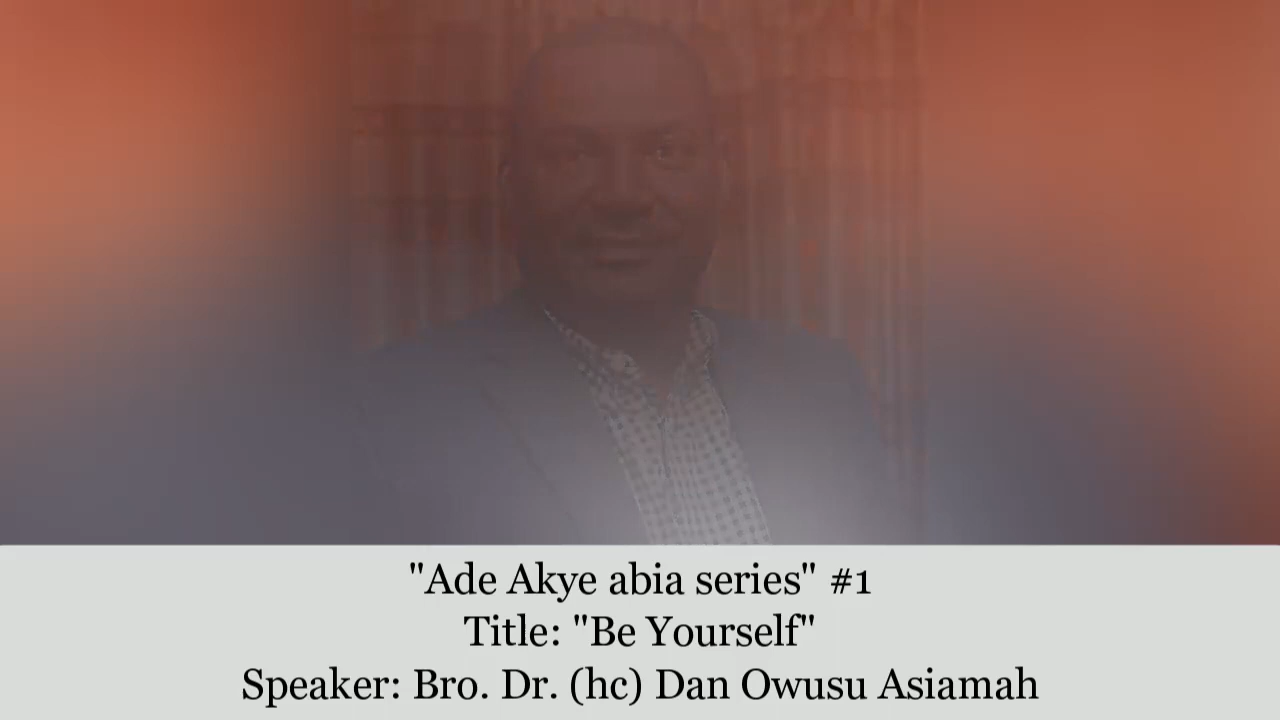 "Ade Akye abia series" #1
Title: "Be Yourself"
Speaker: Bro. Dr. (hc) Dan Owusu Asiamah